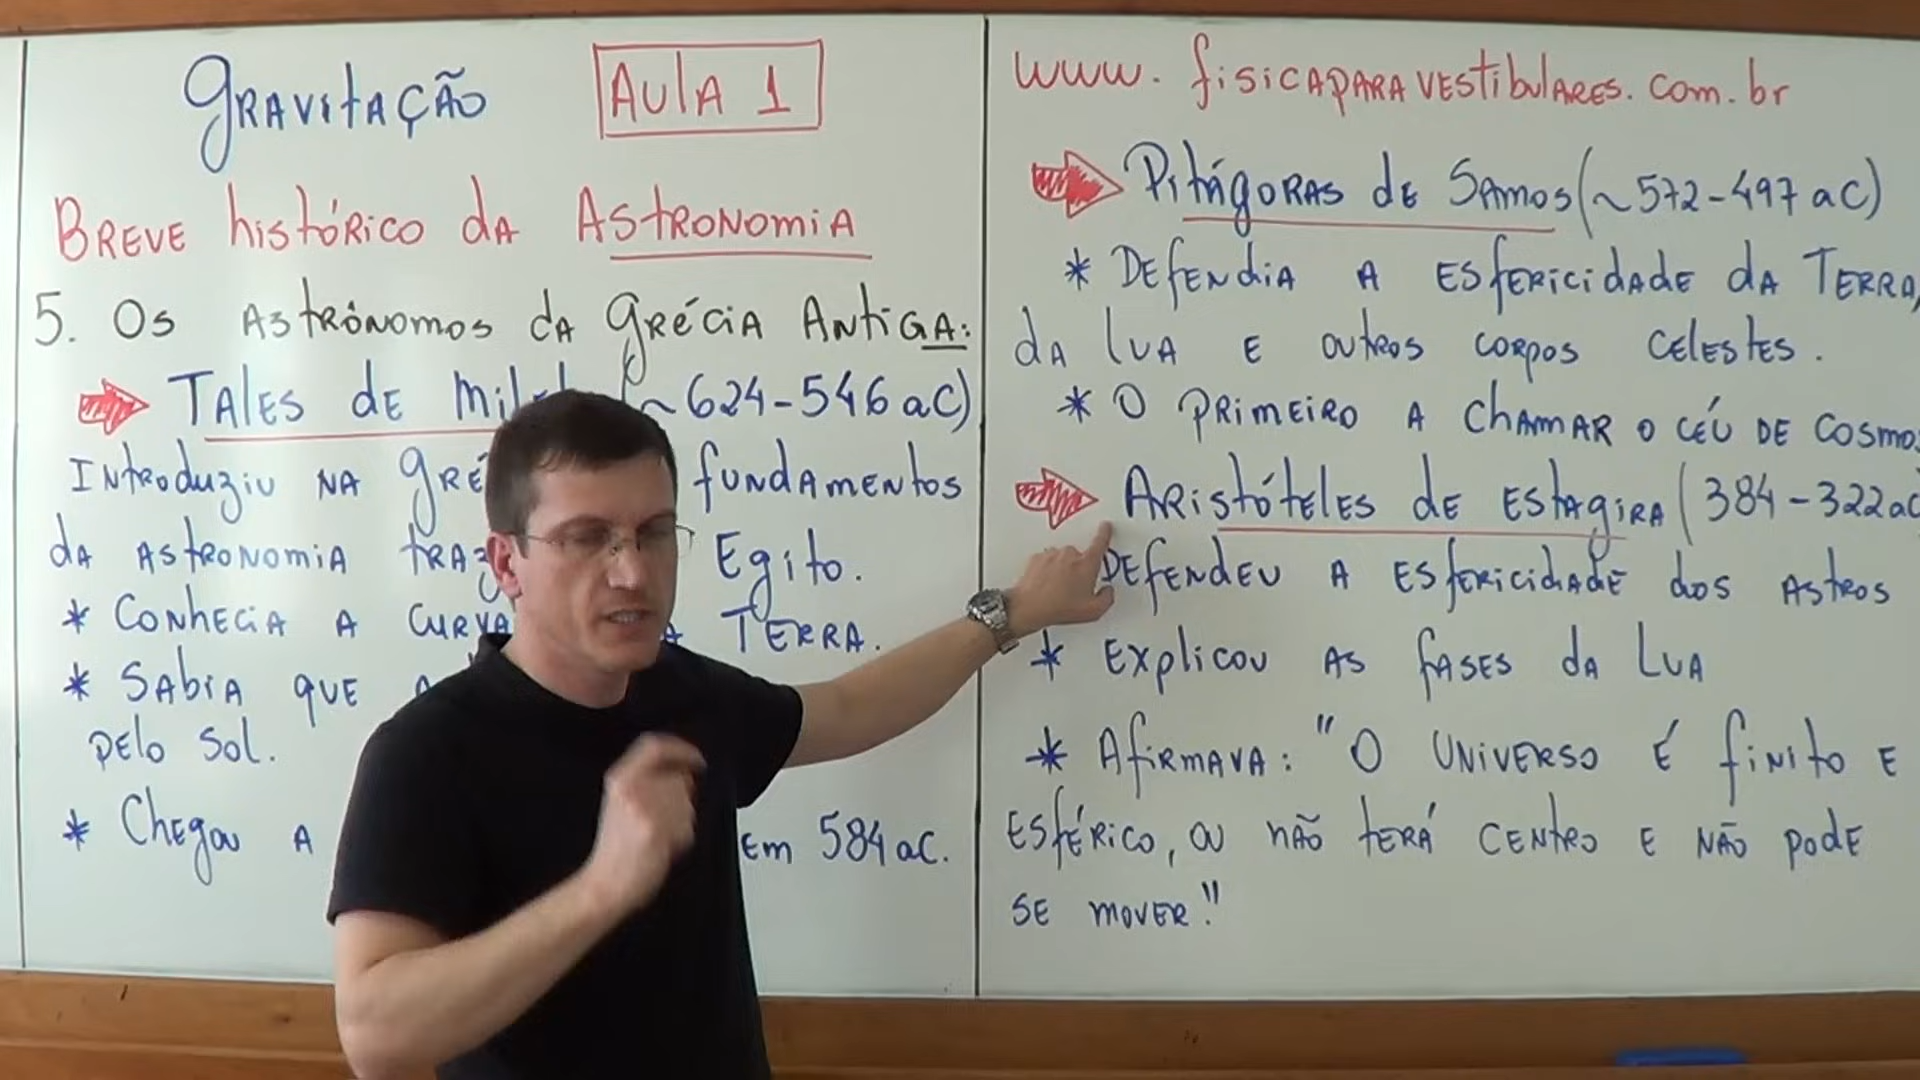 Gravitação
Aula 1
Breve histórico da Astronomia
5. Os Astrônomos da Grécia Antiga:
Tales de (~624-546 aC)
Introduziu na fundamentos
da astronomia Egito.
* Conhecia a Terra.
* Sabia que
pelo Sol.
* Chegou a em 584 aC.
www.fisicaparavestibulares.com.br
Pitágoras de Samos (~572-497 aC)
* Defendia a esfericidade da Terra,
da Lua e outros corpos celestes.
* O primeiro a chamar o céu de cosmo
Aristóteles de Estagira (384-322 aC
Defendeu a esfericidade dos astros
* Explicou as fases da Lua
* Afirmava: "O universo é finito e
esférico, ou não terá centro e não pode
se mover."